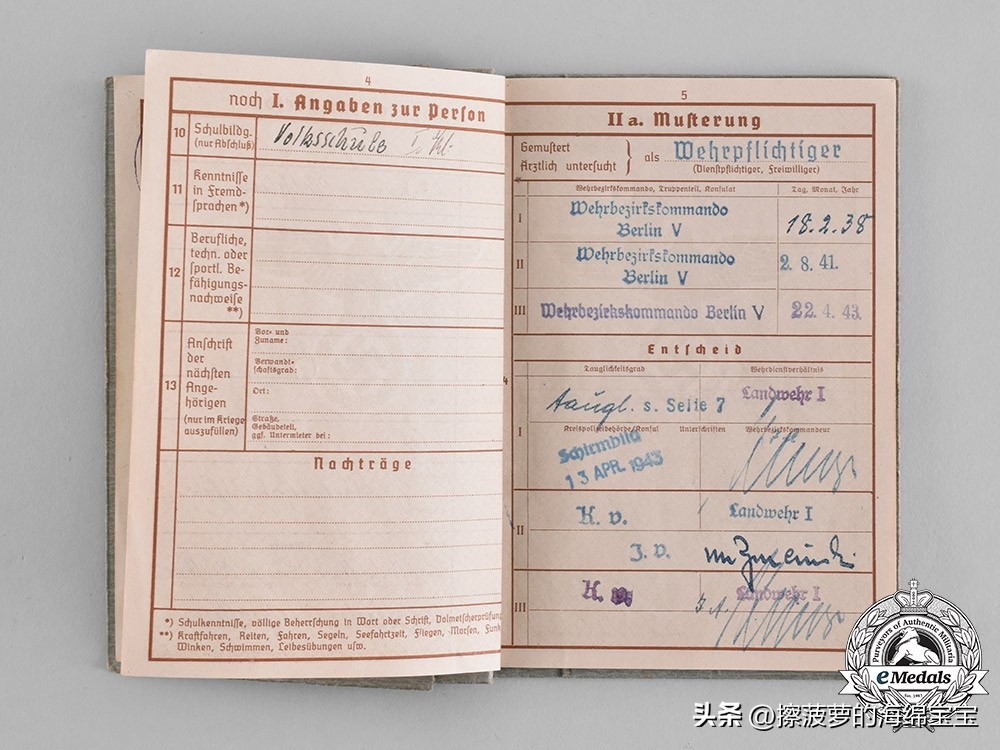 4
noch I. Angaben zur Person
10 Schulbildg. (nur Abschluß) Volksschule
11 Kenntnisse in Fremd-
sprachen*)
12 Berufliche,
techn. oder
sportl. Be-
fähigungs-
nachweise
**)
13 Anschrift
der
nächsten
Ange-
hörigen
(nur im Kriege
auszufüllen)
Vor- und
Zuname:
Verwandt-
schaftsgrad:
Ort:
Straße,
Gebäudeteil,
ggf. Untermieter bei:
Nachträge
*) Schulkenntnisse, völlige Beherrschung in Wort oder Schrift, Dolmetscherprüfung
**) Kraftfahren, Reiten, Fahren, Segeln, Seefahrtzeit, Fliegen, Morsen, Funk
Winken, Schwimmen, Leibesübungen usw.
5
IIa. Musterung
Gemustert
Ärztlich untersucht } als Wehrpflichtiger
(Dienstpflichtiger, Freiwilliger)
Wehrbezirkskommando, Truppenteil, Konsulat Tag, Monat, Jahr
I Wehrbezirkskommando
Berlin V 18.2.38
II Wehrbezirkskommando
Berlin V 2. 8. 41.
III Wehrbezirkskommando Berlin V 22. 4. 43.
Entscheid
Tauglichkeitsgrad Wehrdienstverhältnis
I taugl. s. Seite 7 Landwehr I
Kreispolizeibehörde/Konsul Unterschriften Wehrbezirkskommandeur
Schirmbild
13 APR. 1943
II K. v. Landwehr I
J. V.
III K. v. Landwehr I
Purveyors of Authentic Militaria
eMedals
头条 @擦菠萝的海绵宝宝